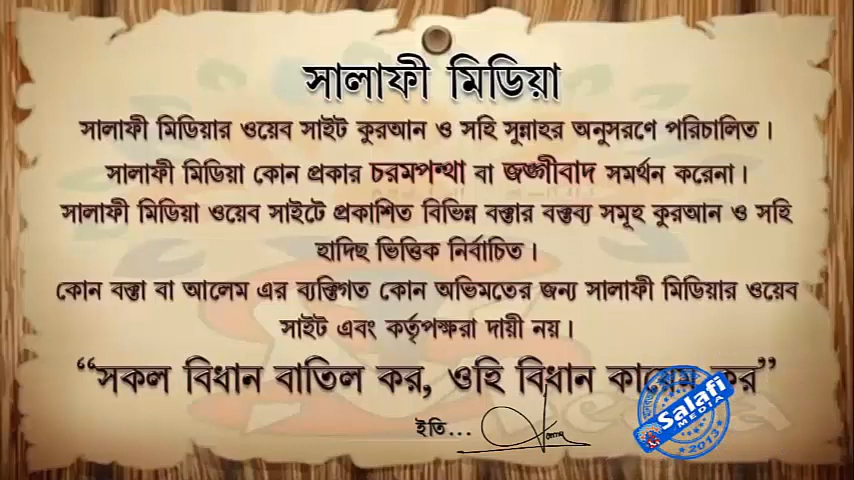 সালাফী মিডিয়া
সালাফী মিডিয়ার ওয়েব সাইট কুরআন ও সহি সুন্নাহর অনুসরণে পরিচালিত।
সালাফী মিডিয়া কোন প্রকার চরমপন্থা বা জঙ্গীবাদ সমর্থন করেনা।
সালাফী মিডিয়া ওয়েব সাইটে প্রকাশিত বিভিন্ন বক্তার বক্তব্য সমূহ কুরআন ও সহি
হাদিছ ভিত্তিক নির্বাচিত।
কোন বক্তা বা আলেম এর ব্যক্তিগত কোন অভিমতের জন্য সালাফী মিডিয়ার ওয়েব
সাইট এবং কর্তৃপক্ষরা দায়ী নয়।
“সকল বিধান বাতিল কর, ওহি বিধান কায়েম কর”
ইতি...
Salafi
MEDIA
2013